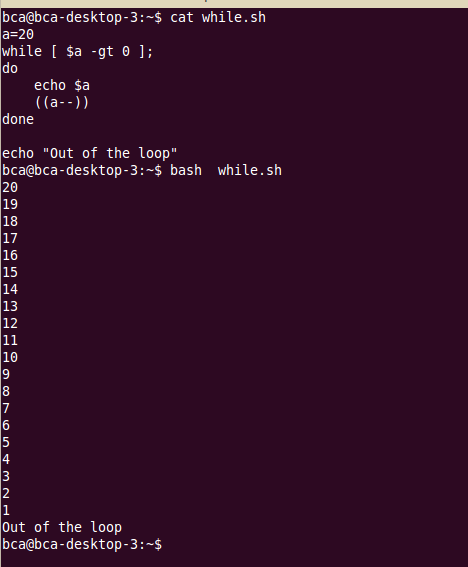 bca@bca-desktop-3:~$ cat while.sh
a=20
while [ $a -gt 0 ];
do
    echo $a
    ((a--))
done

echo "Out of the loop"
bca@bca-desktop-3:~$ bash  while.sh
20
19
18
17
16
15
14
13
12
11
10
9
8
7
6
5
4
3
2
1
Out of the loop
bca@bca-desktop-3:~$